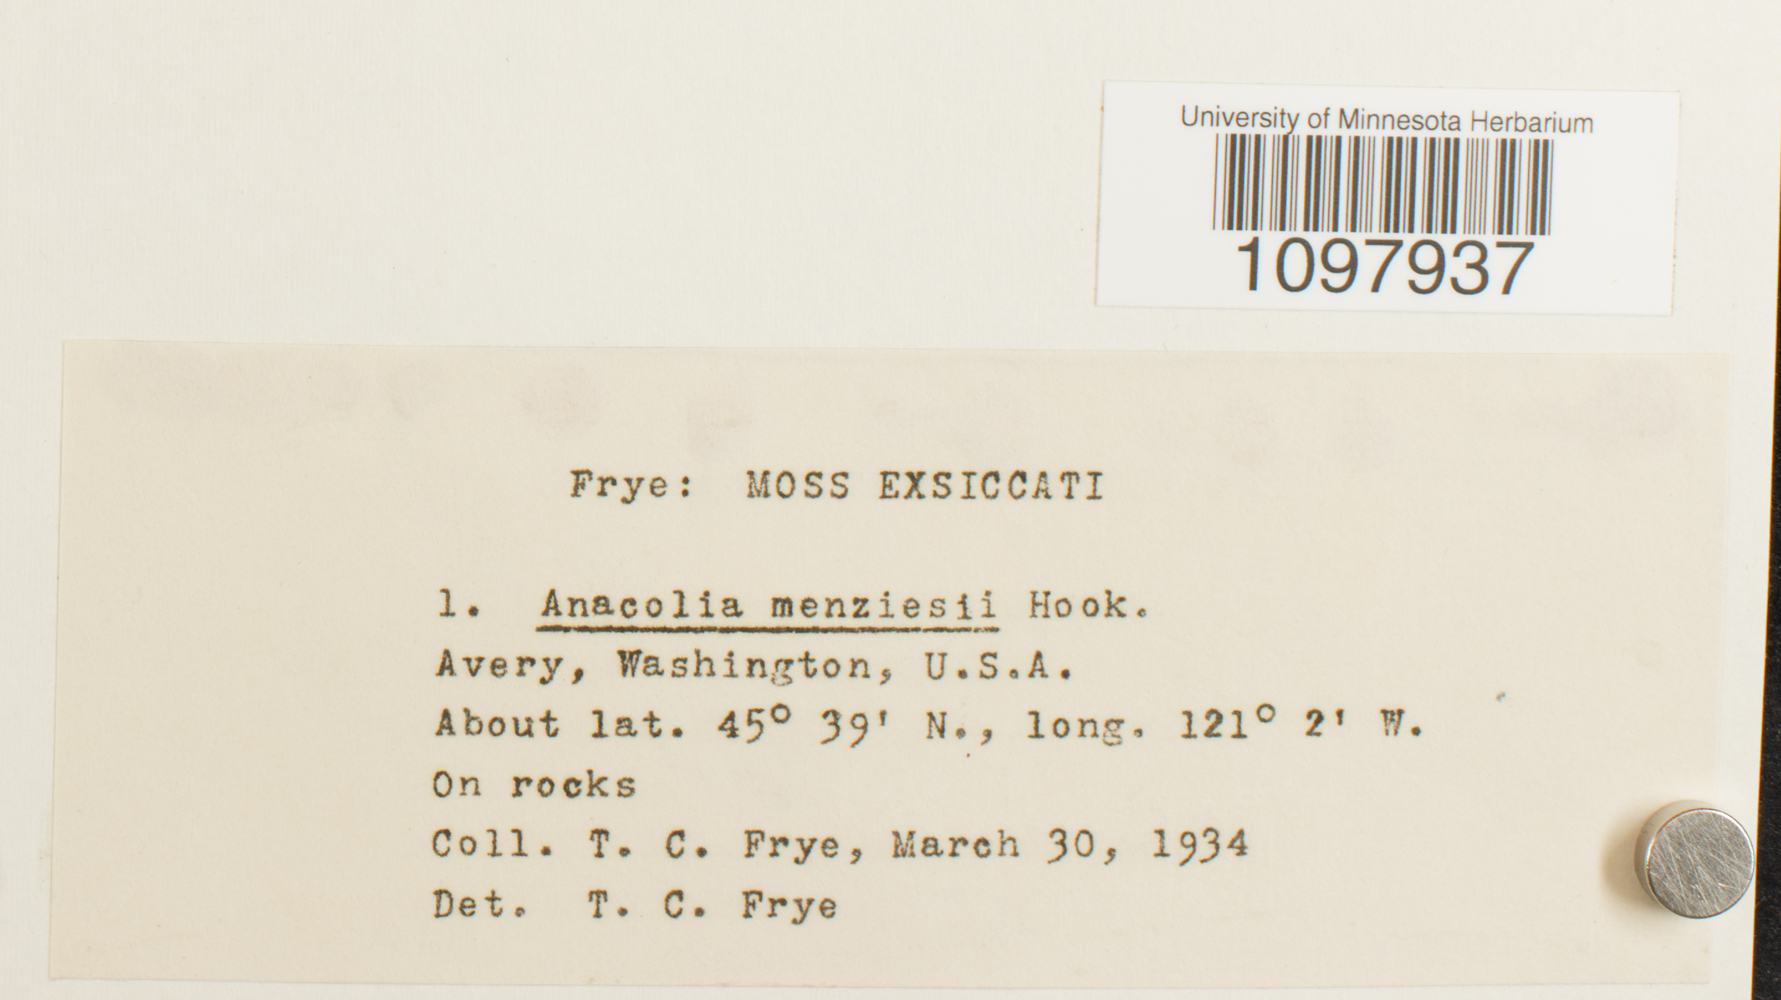 University of Minnesota Herbarium
1097937
Frye: MOSS EXSICCATI
1. Anacolia menziesii Hook.
Avery, Washington, U.S.A.
About lat. 45° 39' N., long. 121° 2' W.
On rocks
Coll. T. C. Frye, March 30, 1934
Det. T. C. Frye